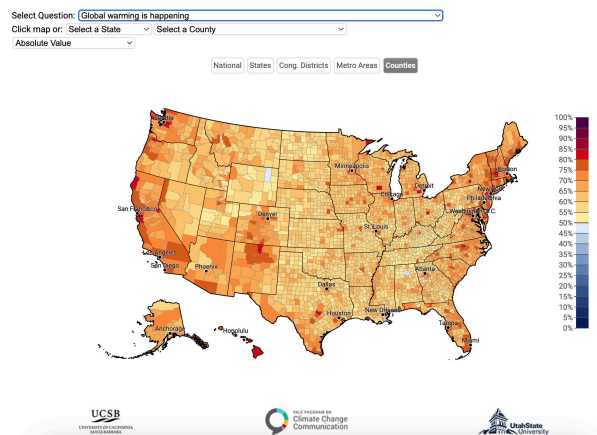 Select Question: Global warming is happening
Click map or: Select a State Select a County
Absolute Value
National States Cong. Districts Metro Areas Counties
Seattle
Minneapolis
Detroit
Chicago
Boston
New York
Philadelphia
Washington D.C.
San Francisco
Denver
St. Louis
Los Angeles
San Diego
Phoenix
Atlanta
Dallas
Houston
New Orleans
Tampa
Miami
Anchorage
Honolulu
100%
95%
90%
85%
80%
75%
70%
65%
60%
55%
50%
45%
40%
35%
30%
25%
20%
15%
10%
5%
0%
UCSB
UNIVERSITY OF CALIFORNIA
SANTA BARBARA
YALE PROGRAM ON
Climate Change
Communication
UtahState
University